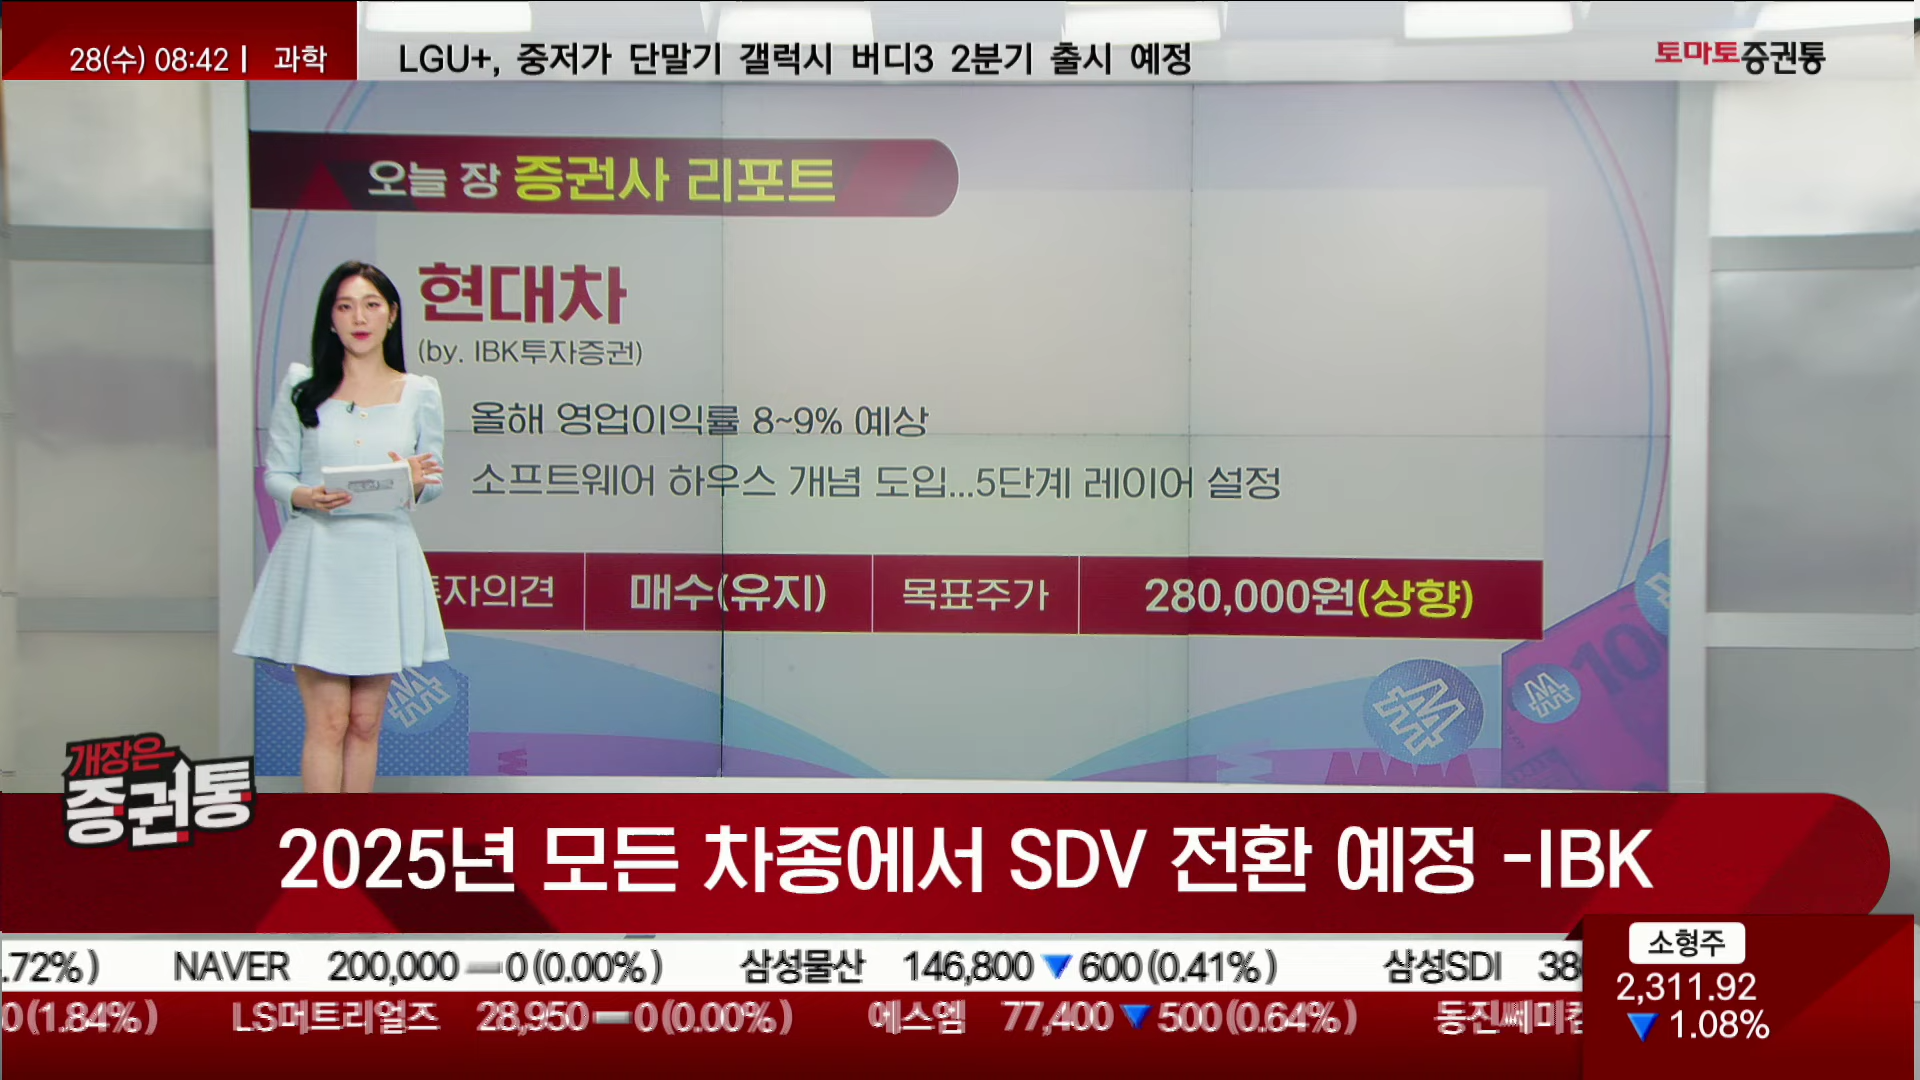 28(수) 08:42 | 과학
LGU+, 중저가 단말기 갤럭시 버디3 2분기 출시 예정
토마토증권통
오늘 장 증권사 리포트
현대차
(by. IBK투자증권)
올해 영업이익률 8~9% 예상
소프트웨어 하우스 개념 도입...5단계 레이어 설정
투자의견 매수(유지) 목표주가 280,000원(상향)
개장은
증권통
2025년 모든 차종에서 SDV 전환 예정 -IBK
.72%) NAVER 200,000 0(0.00%) 삼성물산 146,800 ▼ 600(0.41%) 삼성SDI 38
0(1.84%) LS머트리얼즈 28,950 0(0.00%) 에스엠 77,400 ▼ 500(0.64%) 동진쎄미켐
소형주
2,311.92
▼ 1.08%